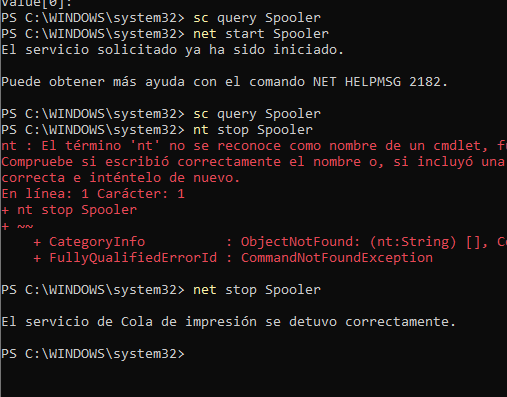 Value[0]:
PS C:\WINDOWS\system32> sc query Spooler
PS C:\WINDOWS\system32> net start Spooler
El servicio solicitado ya ha sido iniciado.
Puede obtener más ayuda con el comando NET HELPMSG 2182.
PS C:\WINDOWS\system32> sc query Spooler
PS C:\WINDOWS\system32> nt stop Spooler
nt : El término 'nt' no se reconoce como nombre de un cmdlet,
Compruebe si escribió correctamente el nombre o, si incluyó una
correcta e inténtelo de nuevo.
En línea: 1 Carácter: 1
+ nt stop Spooler
+ ~~
+ CategoryInfo : ObjectNotFound: (nt:String) [],
+ FullyQualifiedErrorId : CommandNotFoundException
PS C:\WINDOWS\system32> net stop Spooler
El servicio de Cola de impresión se detuvo correctamente.
PS C:\WINDOWS\system32>